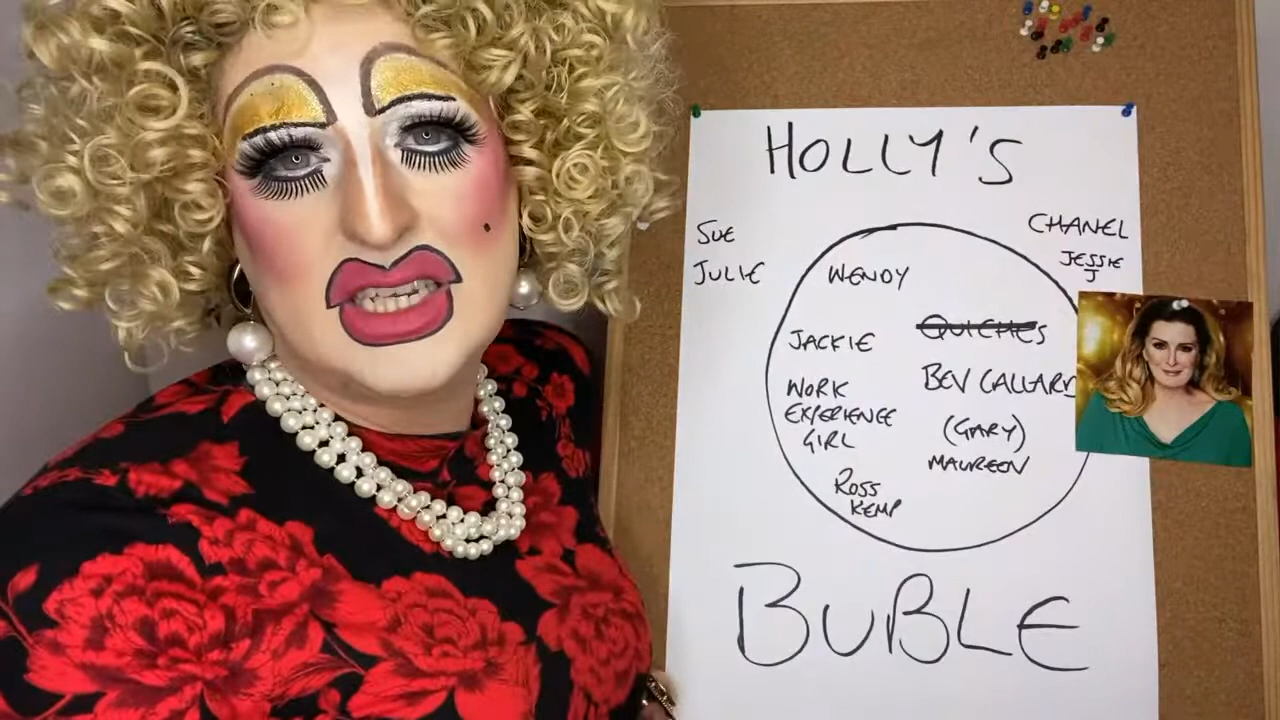 HOLLY'S
SUE
JULIE
CHANEL
JESSIE
J
WENDY
JACKIE
WORK
EXPERIENCE
GIRL
ROSS
KEMP
QUICHES
BEV CALLARD
(GARY)
MAUREEN
BUBLE